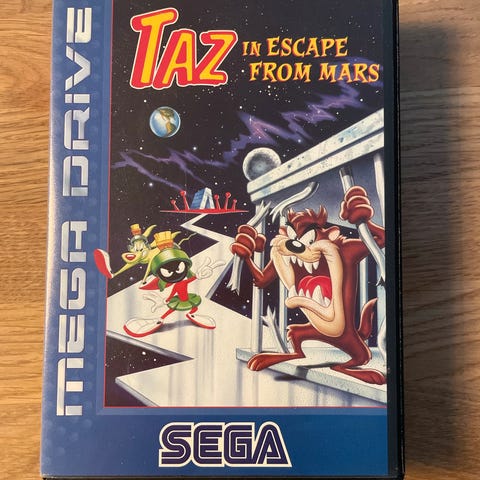 TAZ IN ESCAPE
FROM MARS
MEGA DRIVE
SEGA